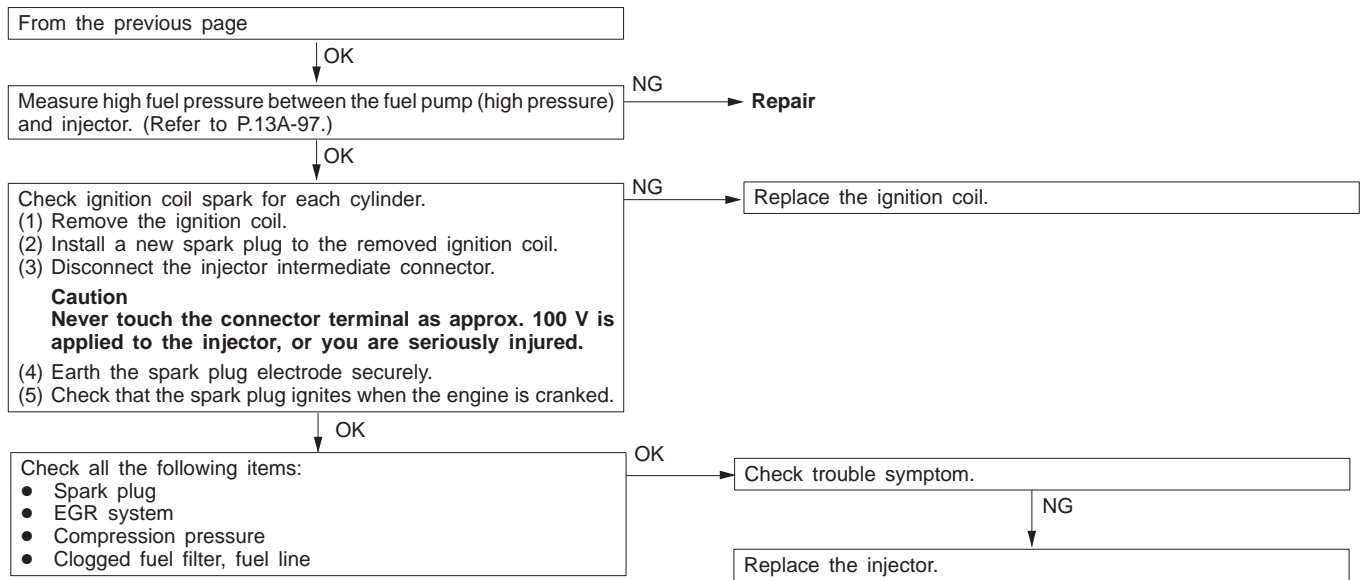 From the previous page
OK
Measure high fuel pressure between the fuel pump (high pressure)
and injector. (Refer to P.13A-97.)
NG
Repair
OK
Check ignition coil spark for each cylinder.
(1) Remove the ignition coil.
(2) Install a new spark plug to the removed ignition coil.
(3) Disconnect the injector intermediate connector.
Caution
Never touch the connector terminal as approx. 100 V is
applied to the injector, or you are seriously injured.
(4) Earth the spark plug electrode securely.
(5) Check that the spark plug ignites when the engine is cranked.
NG
Replace the ignition coil.
OK
Check all the following items:
● Spark plug
● EGR system
● Compression pressure
● Clogged fuel filter, fuel line
OK
Check trouble symptom.
NG
Replace the injector.